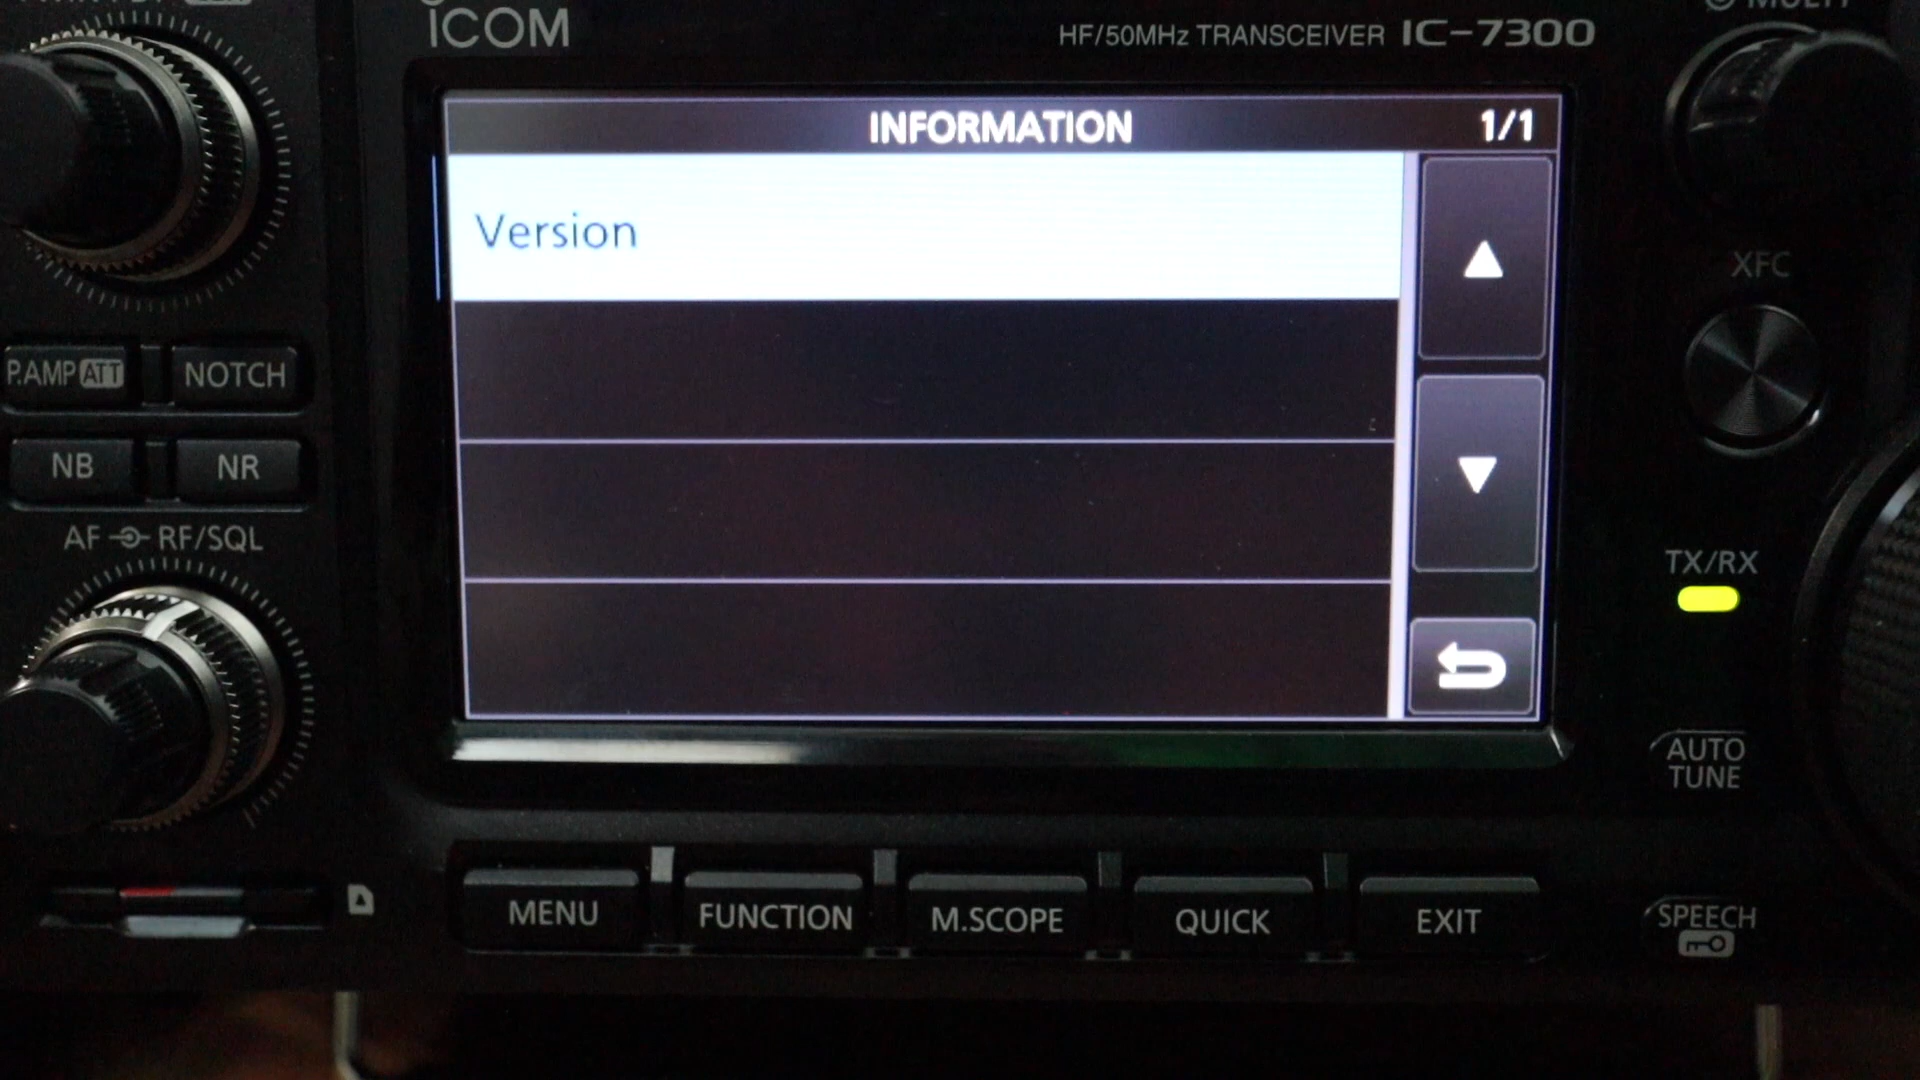 ICOM
HF/50MHz TRANSCEIVER IC-7300
INFORMATION 1/1
Version
XFC
P.AMP ATT NOTCH
NB NR
AF RF/SQL
TX/RX
AUTO
TUNE
MENU FUNCTION M.SCOPE QUICK EXIT
SPEECH